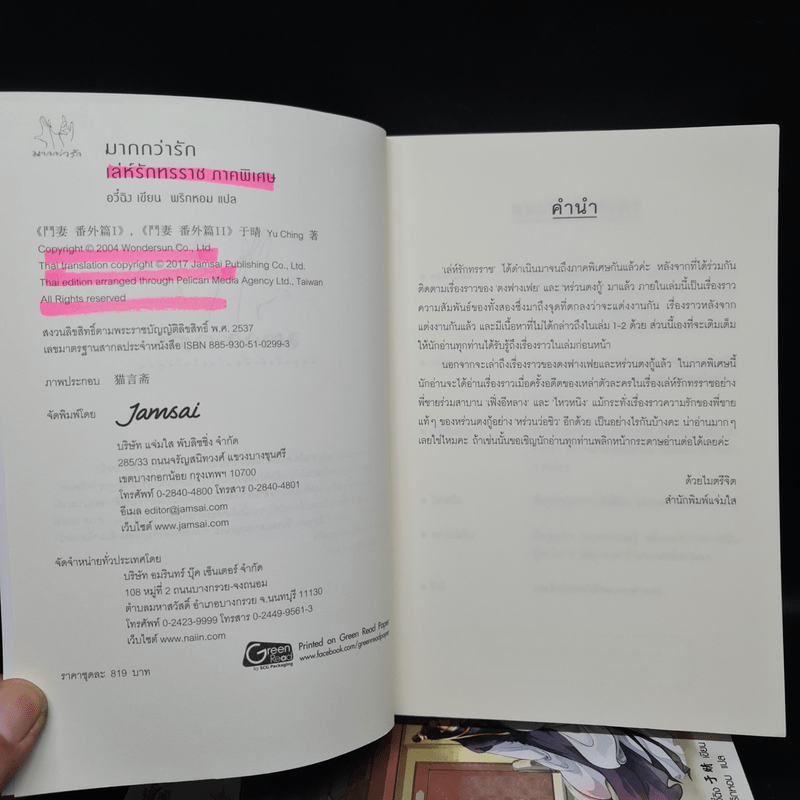 มากกว่ารัก
มากกว่ารัก
เล่ห์รักทรราช ภาคพิเศษ
อวี๋ฉิง เขียน พริกหอม แปล
《鬥妻 番外篇I》, 《鬥妻 番外篇II》于晴 Yu Ching 著
Copyright © 2004 Wondersun Co., Ltd.
Thai translation copyright © 2017 Jamsai Publishing Co., Ltd.
Thai edition arranged through Pelican Media Agency Ltd., Taiwan
All Rights reserved
สงวนลิขสิทธิ์ตามพระราชบัญญัติลิขสิทธิ์ พ.ศ. 2537
เลขมาตรฐานสากลประจำหนังสือ ISBN 885-930-51-0299-3
ภาพประกอบ 猫言斋
จัดพิมพ์โดย Jamsai
บริษัท แจ่มใส พับลิชชิ่ง จำกัด
285/33 ถนนจรัญสนิทวงศ์ แขวงบางขุนศรี
เขตบางกอกน้อย กรุงเทพฯ 10700
โทรศัพท์ 0-2840-4800 โทรสาร 0-2840-4801
อีเมล editor@jamsai.com
เว็บไซต์ www.jamsai.com
จัดจำหน่ายทั่วประเทศโดย
บริษัท อมรินทร์ บุ๊ค เซ็นเตอร์ จำกัด
108 หมู่ที่ 2 ถนนบางกรวย-จงถนอม
ตำบลมหาสวัสดิ์ อำเภอบางกรวย จ.นนทบุรี 11130
โทรศัพท์ 0-2423-9999 โทรสาร 0-2449-9561-3
เว็บไซต์ www.naiin.com
Green Read
by SCG Packaging
Printed on Green Read Paper
www.facebook.com/greenreadpaper
ราคาชุดละ 819 บาท
คำนำ
'เล่ห์รักทรราช' ได้ดำเนินมาจนถึงภาคพิเศษกันแล้วค่ะ หลังจากที่ได้ร่วมกัน
ติดตามเรื่องราวของ 'ตงฟางเฟย' และ 'หร่วนตงกู้' มาแล้ว ภายในเล่มนี้เป็นเรื่องราว
ความสัมพันธ์ของทั้งสองซึ่งมาถึงจุดที่ตกลงว่าจะแต่งงานกัน เรื่องราวหลังจาก
แต่งงานกันแล้ว และมีเนื้อหาที่ไม่ได้กล่าวถึงในเล่ม 1-2 ด้วย ส่วนนี้เองที่จะเติมเต็ม
ให้นักอ่านทุกท่านได้รับรู้ถึงเรื่องราวในเล่มก่อนหน้า
นอกจากจะเล่าถึงเรื่องราวของตงฟางเฟยและหร่วนตงกู้แล้ว ในภาคพิเศษนี้
นักอ่านจะได้อ่านเรื่องราวเมื่อครั้งอดีตของเหล่าตัวละครในเรื่องเล่ห์รักทรราชอย่าง
พี่ชายร่วมสาบาน 'เฟิ่งอีหลาง' และ 'ไหวหนิง' แม้กระทั่งเรื่องราวความรักของพี่ชาย
แท้ๆ ของหร่วนตงกู้อย่าง 'หร่วนว่อชิว' อีกด้วย เป็นอย่างไรกันบ้างคะ น่าอ่านมากๆ
เลยใช่ไหมคะ ถ้าเช่นนั้นขอเชิญนักอ่านทุกท่านพลิกหน้ากระดาษอ่านต่อได้เลยค่ะ
ด้วยไมตรีจิต
สำนักพิมพ์แจ่มใส
于晴 เขียน
แปล